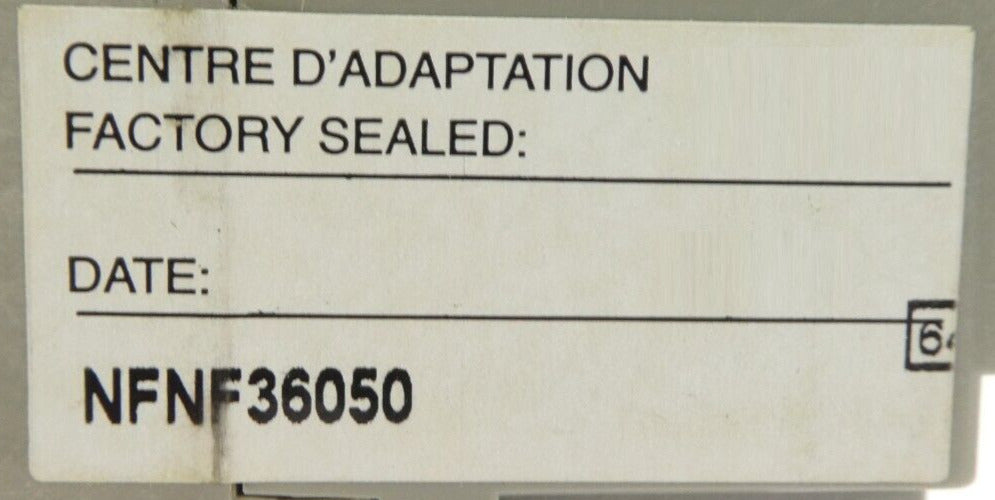 CENTRE D'ADAPTATION
FACTORY SEALED:
DATE:
NFNF36050